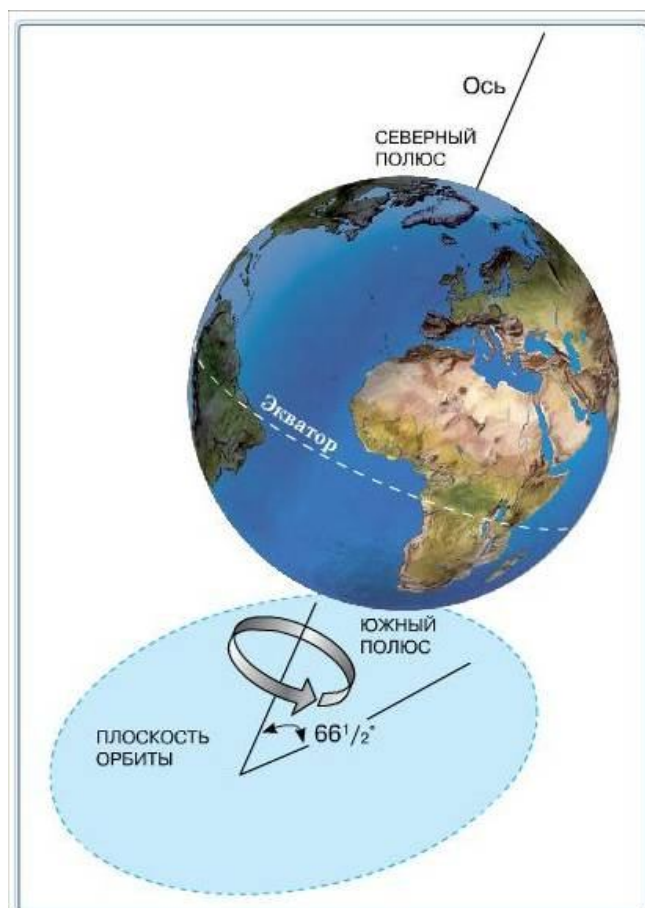 Ось
СЕВЕРНЫЙ
ПОЛЮС
Экватор
ЮЖНЫЙ
ПОЛЮС
66¹/₂°
ПЛОСКОСТЬ
ОРБИТЫ